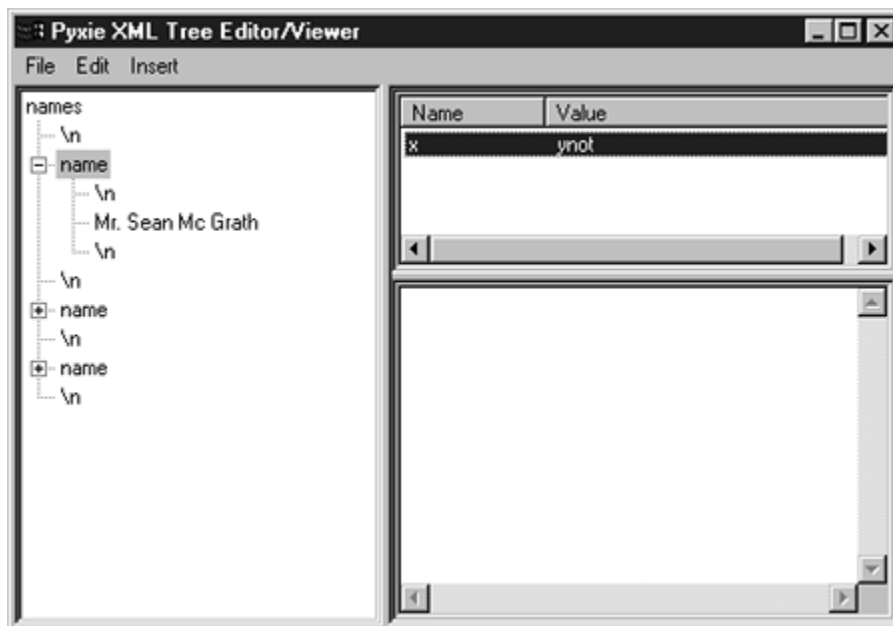 Pyxie XML Tree Editor/Viewer
File Edit Insert
names
\n
name
\n
Mr. Sean Mc Grath
\n
\n
name
\n
name
\n
Name Value
x ynot